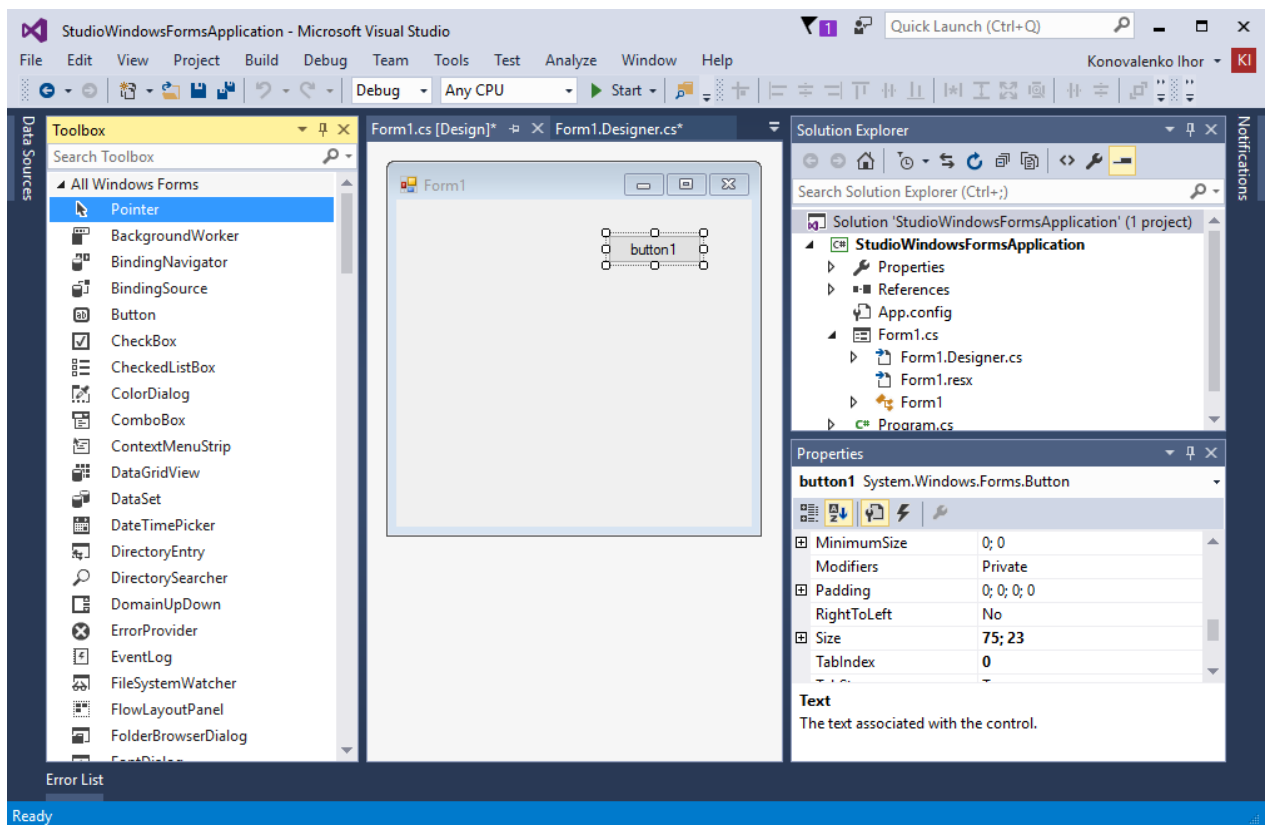 StudioWindowsFormsApplication - Microsoft Visual Studio
1
Quick Launch (Ctrl+Q)
File Edit View Project Build Debug Team Tools Test Analyze Window Help
Konovalenko Ihor KI
Debug Any CPU Start
Data Sources
Toolbox
Search Toolbox
All Windows Forms
Pointer
BackgroundWorker
BindingNavigator
BindingSource
Button
CheckBox
CheckedListBox
ColorDialog
ComboBox
ContextMenuStrip
DataGridView
DataSet
DateTimePicker
DirectoryEntry
DirectorySearcher
DomainUpDown
ErrorProvider
EventLog
FileSystemWatcher
FlowLayoutPanel
FolderBrowserDialog
FontDialog
Form1.cs [Design]* Form1.Designer.cs*
Form1
button1
Solution Explorer
Search Solution Explorer (Ctrl+;)
Solution 'StudioWindowsFormsApplication' (1 project)
C# StudioWindowsFormsApplication
Properties
References
App.config
Form1.cs
Form1.Designer.cs
Form1.resx
Form1
C# Program.cs
Properties
button1 System.Windows.Forms.Button
MinimumSize 0; 0
Modifiers Private
Padding 0; 0; 0; 0
RightToLeft No
Size 75; 23
TabIndex 0
Text
The text associated with the control.
Notifications
Error List
Ready